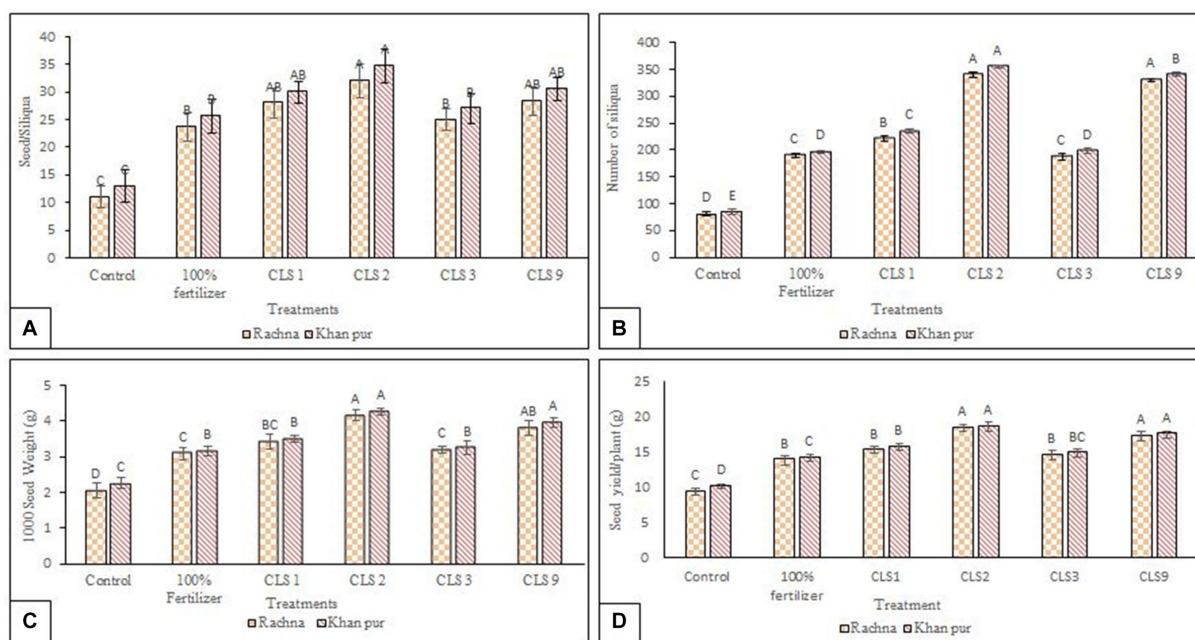 40
35
30
25
20
15
10
5
0
Seed/Siliqua
C C B B AB AB A A B B AB AB
Control 100% CLS 1 CLS 2 CLS 3 CLS 9
fertilizer
Treatments
Rachna Khan pur
A
400
350
300
250
200
150
100
50
0
Number of siliqua
D E C D B C A A C D A B
Control 100% CLS 1 CLS 2 CLS 3 CLS 9
Fertilizer
Treatments
Rachna Khan pur
B
5
4
3
2
1
0
1000 Seed Weight (g)
D C C B BC B A A C B AB A
Control 100% CLS 1 CLS 2 CLS 3 CLS 9
Fertilizer
Treatments
Rachna Khan pur
C
25
20
15
10
5
0
Seed yield/plant (g)
C D B C B B A A B BC A A
Control 100% CLS1 CLS2 CLS3 CLS9
fertilizer
Treatment
Rachna Khan pur
D